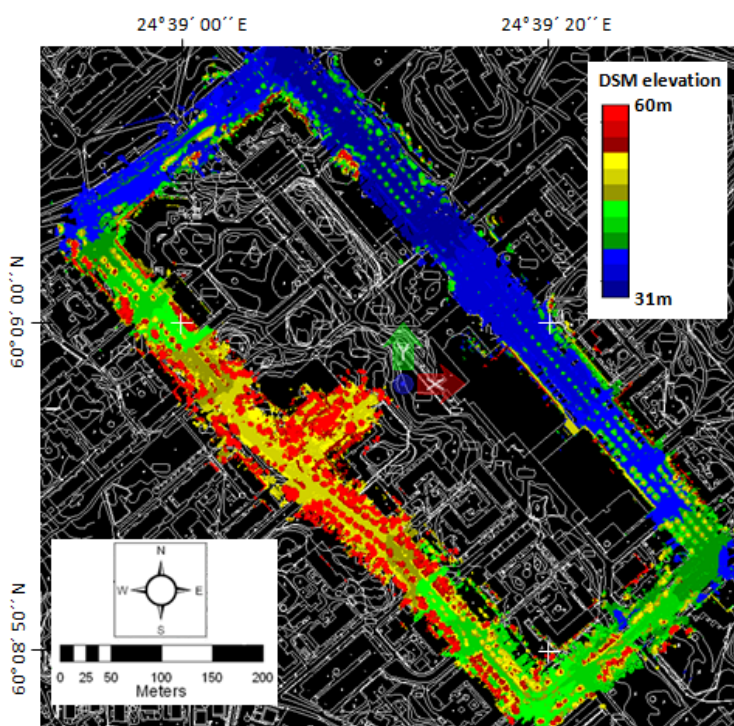 24°39´ 00´´ E
24°39´ 20´´ E
DSM elevation
60m
31m
60°09´ 00´´ N
Y
X
60°08´ 50´´ N
N
W
E
S
0 25 50 100 150 200
Meters